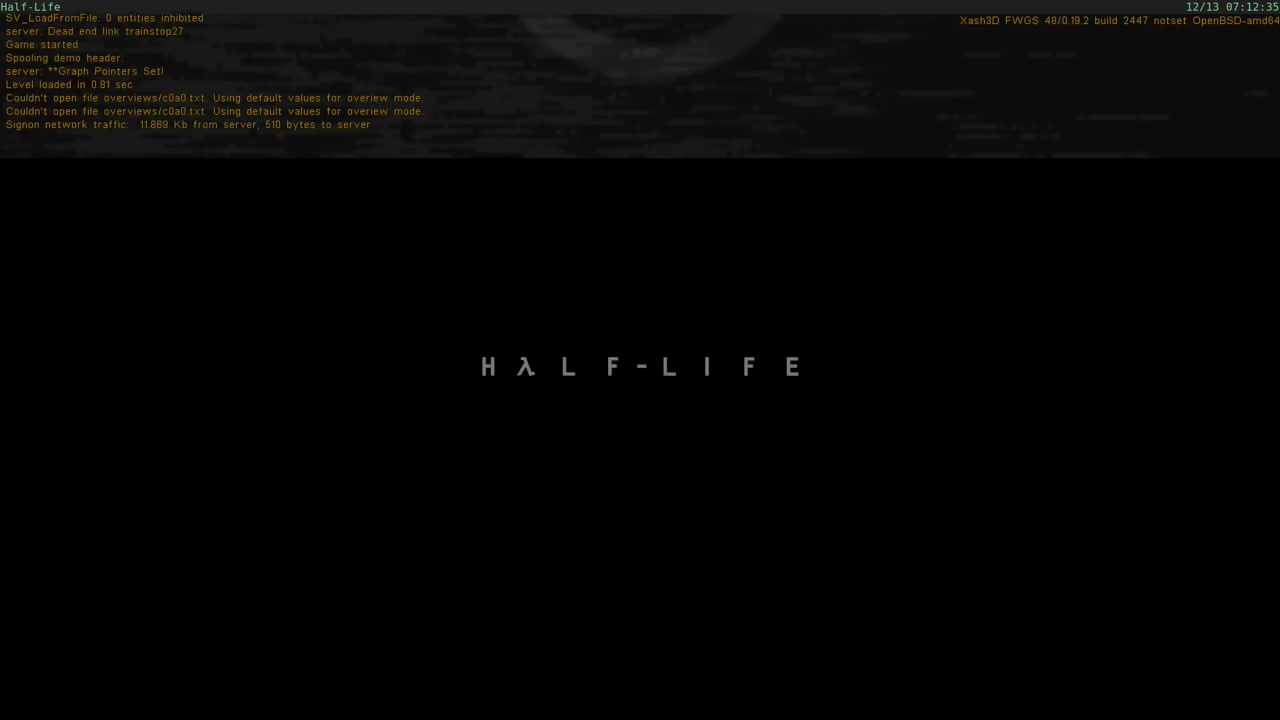 Half-Life 12/13 07:12:35
SV_LoadFromFile: 0 entities inhibited
Xash3D FWGS 48/0.19.2 build 2447 notset OpenBSD-amd64
server: Dead end link trainstop27
Game started
Spooling demo header.
server: **Graph Pointers Set!
Level loaded in 0.81 sec
Couldn't open file overviews/c0a0.txt. Using default values for overiew mode.
Couldn't open file overviews/c0a0.txt. Using default values for overiew mode.
Signon network traffic: 11.869 Kb from server, 510 bytes to server
H λ L F - L I F E